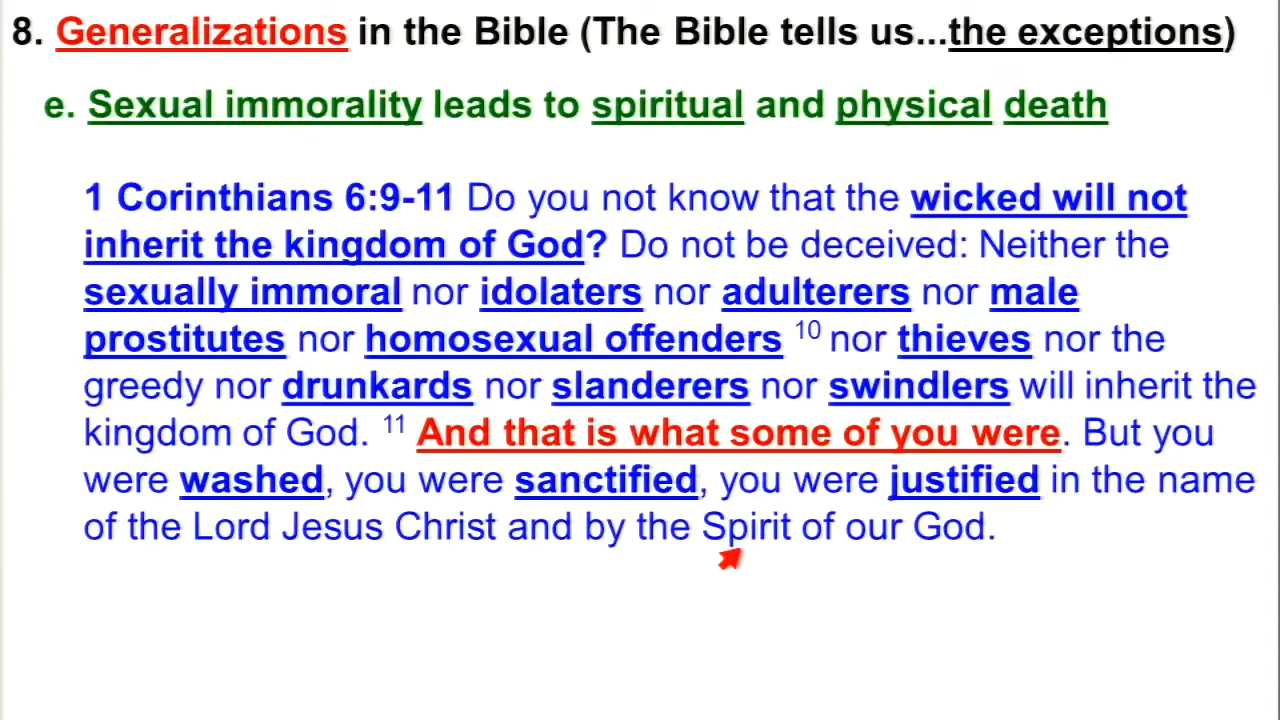 8. Generalizations in the Bible (The Bible tells us...the exceptions)
e. Sexual immorality leads to spiritual and physical death
1 Corinthians 6:9-11 Do you not know that the wicked will not
inherit the kingdom of God? Do not be deceived: Neither the
sexually immoral nor idolaters nor adulterers nor male
prostitutes nor homosexual offenders 10 nor thieves nor the
greedy nor drunkards nor slanderers nor swindlers will inherit the
kingdom of God. 11 And that is what some of you were. But you
were washed, you were sanctified, you were justified in the name
of the Lord Jesus Christ and by the Spirit of our God.